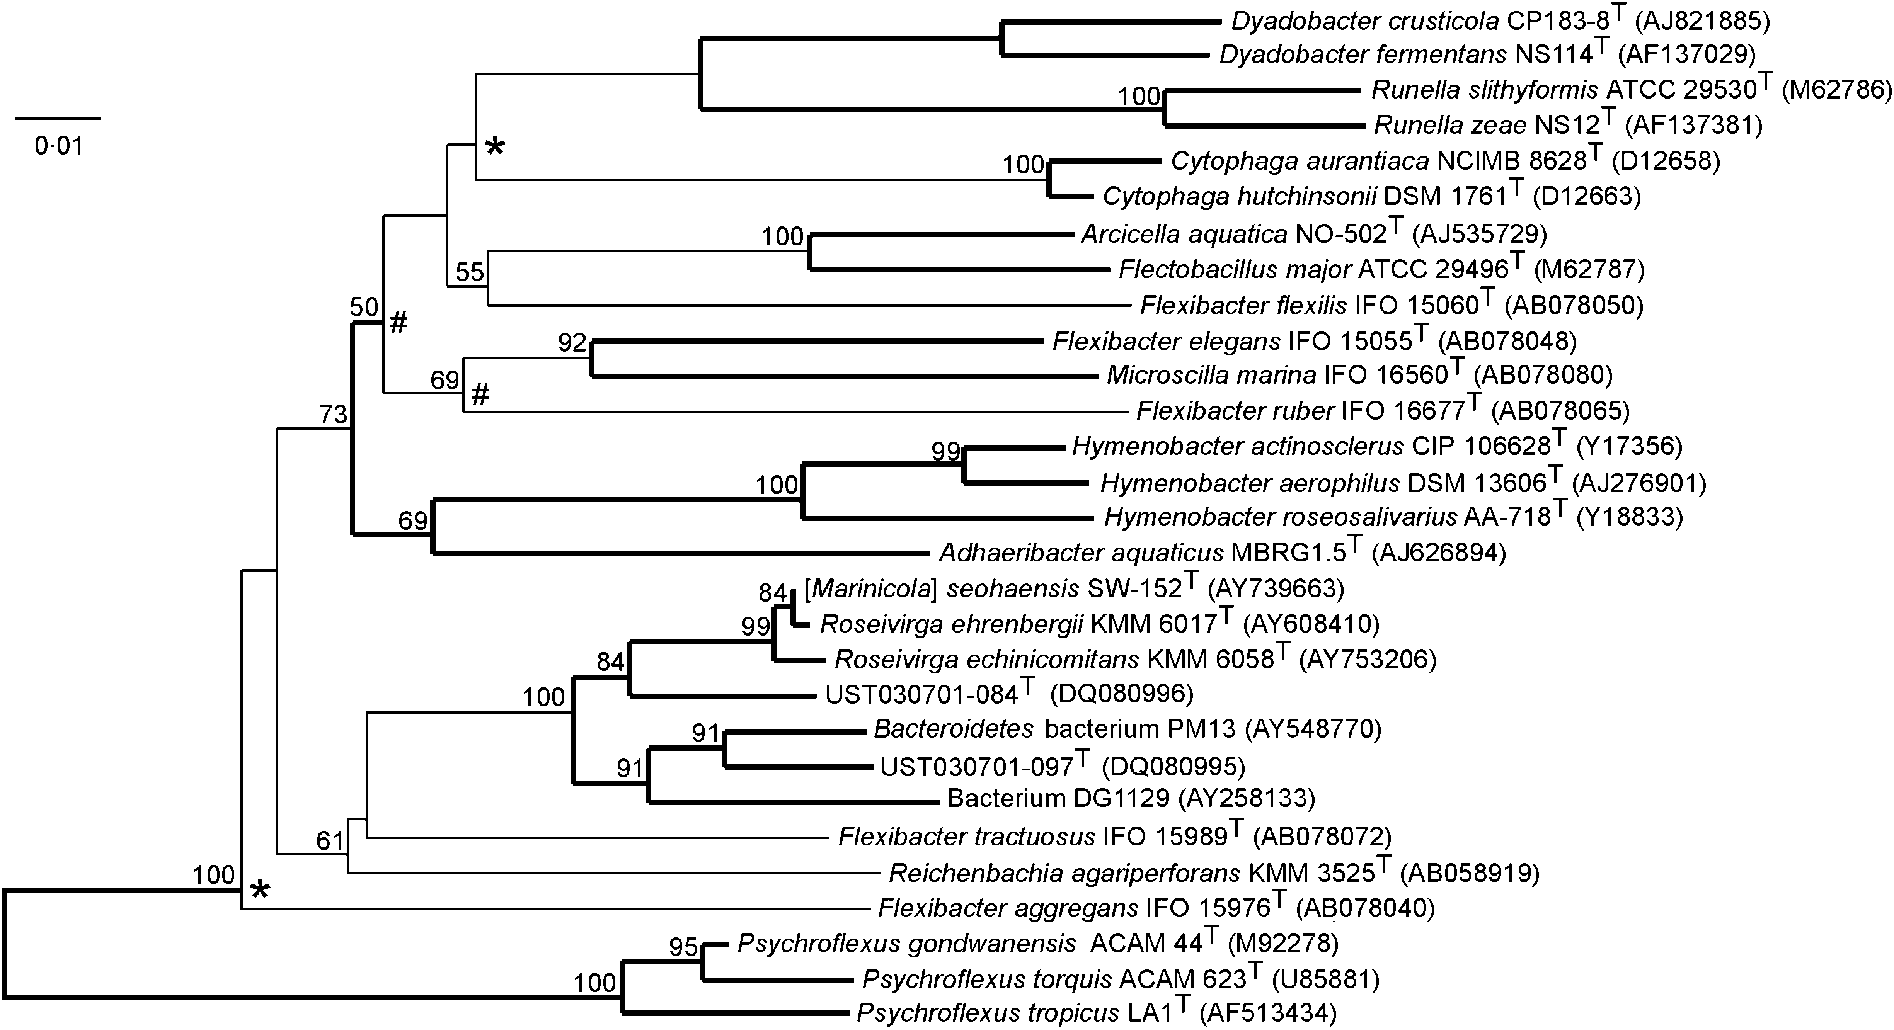 Dyadobacter crusticola CP183-8T (AJ821885)
Dyadobacter fermentans NS114T (AF137029)
100 Runella slithyformis ATCC 29530T (M62786)
Runella zeae NS12T (AF137381)
0·01
*
100 Cytophaga aurantiaca NCIMB 8628T (D12658)
Cytophaga hutchinsonii DSM 1761T (D12663)
100 Arcicella aquatica NO-502T (AJ535729)
55 Flectobacillus major ATCC 29496T (M62787)
50 Flexibacter flexilis IFO 15060T (AB078050)
#
92 Flexibacter elegans IFO 15055T (AB078048)
69 Microscilla marina IFO 16560T (AB078080)
#
73 Flexibacter ruber IFO 16677T (AB078065)
99 Hymenobacter actinosclerus CIP 106628T (Y17356)
100 Hymenobacter aerophilus DSM 13606T (AJ276901)
69 Hymenobacter roseosalivarius AA-718T (Y18833)
Adhaeribacter aquaticus MBRG1.5T (AJ626894)
84 [Marinicola] seohaensis SW-152T (AY739663)
99 Roseivirga ehrenbergii KMM 6017T (AY608410)
84 Roseivirga echinicomitans KMM 6058T (AY753206)
100 UST030701-084T (DQ080996)
91 Bacteroidetes bacterium PM13 (AY548770)
91 UST030701-097T (DQ080995)
Bacterium DG1129 (AY258133)
61 Flexibacter tractuosus IFO 15989T (AB078072)
100 Reichenbachia agariperforans KMM 3525T (AB058919)
*
Flexibacter aggregans IFO 15976T (AB078040)
95 Psychroflexus gondwanensis ACAM 44T (M92278)
100 Psychroflexus torquis ACAM 623T (U85881)
Psychroflexus tropicus LA1T (AF513434)